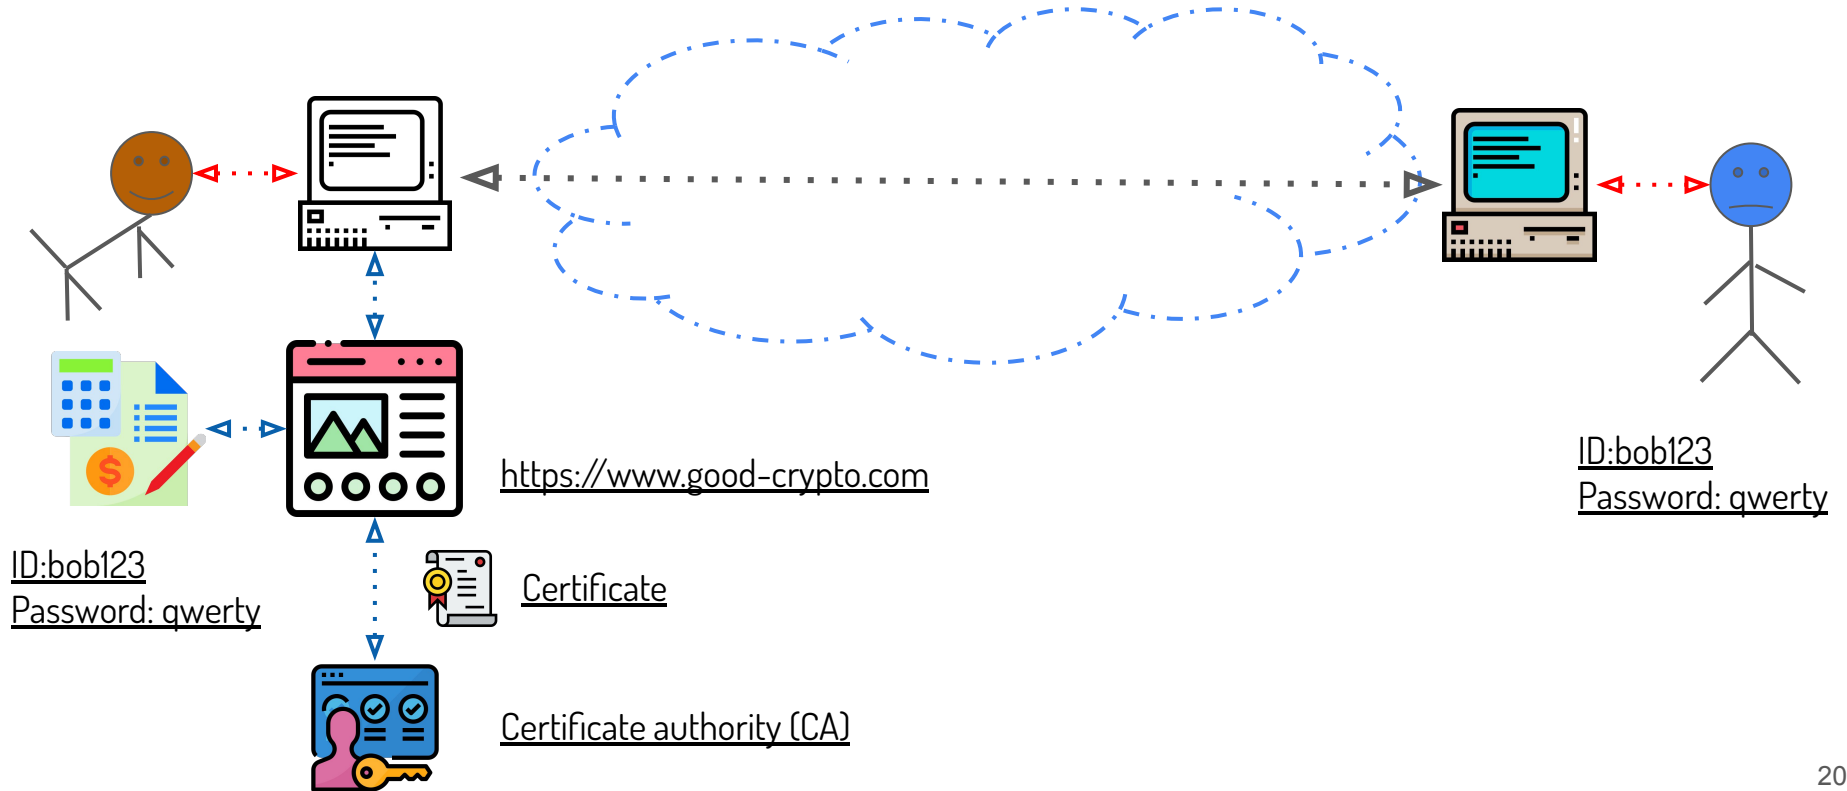 https://www.good-crypto.com
ID:bob123
Password: qwerty
ID:bob123
Password: qwerty
Certificate
Certificate authority (CA)
20